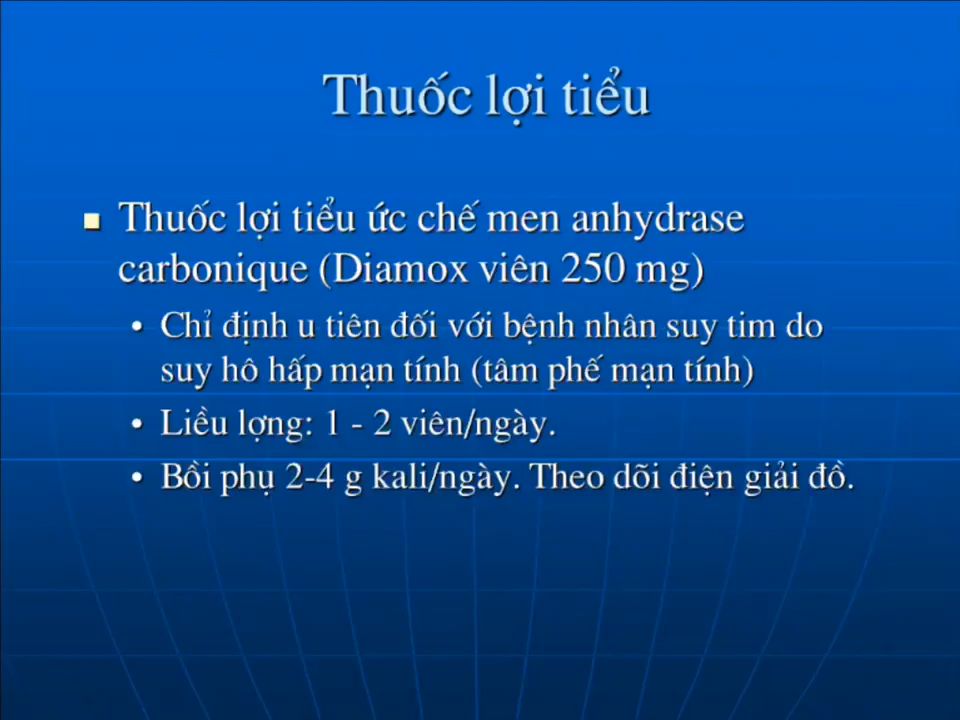 Thuốc lợi tiểu
Thuốc lợi tiểu ức chế men anhydrase
carbonique (Diamox viên 250 mg)
Chỉ định u tiên đối với bệnh nhân suy tim do
suy hô hấp mạn tính (tâm phế mạn tính)
Liều lợng: 1 - 2 viên/ngày.
Bồi phụ 2-4 g kali/ngày. Theo dõi điện giải đồ.